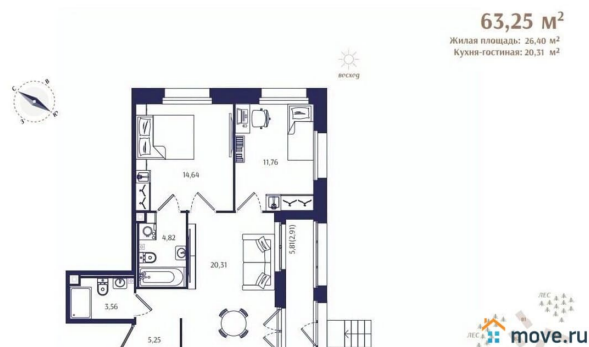 63,25 м²
Жилая площадь: 26,40 м²
Кухня-гостиная: 20,31 м²
восход
С
В
Ю
14,64
11,76
4,82
20,31
5,81(2,91)
3,56
5,25
ЛЕС
ЛЕС
move.ru